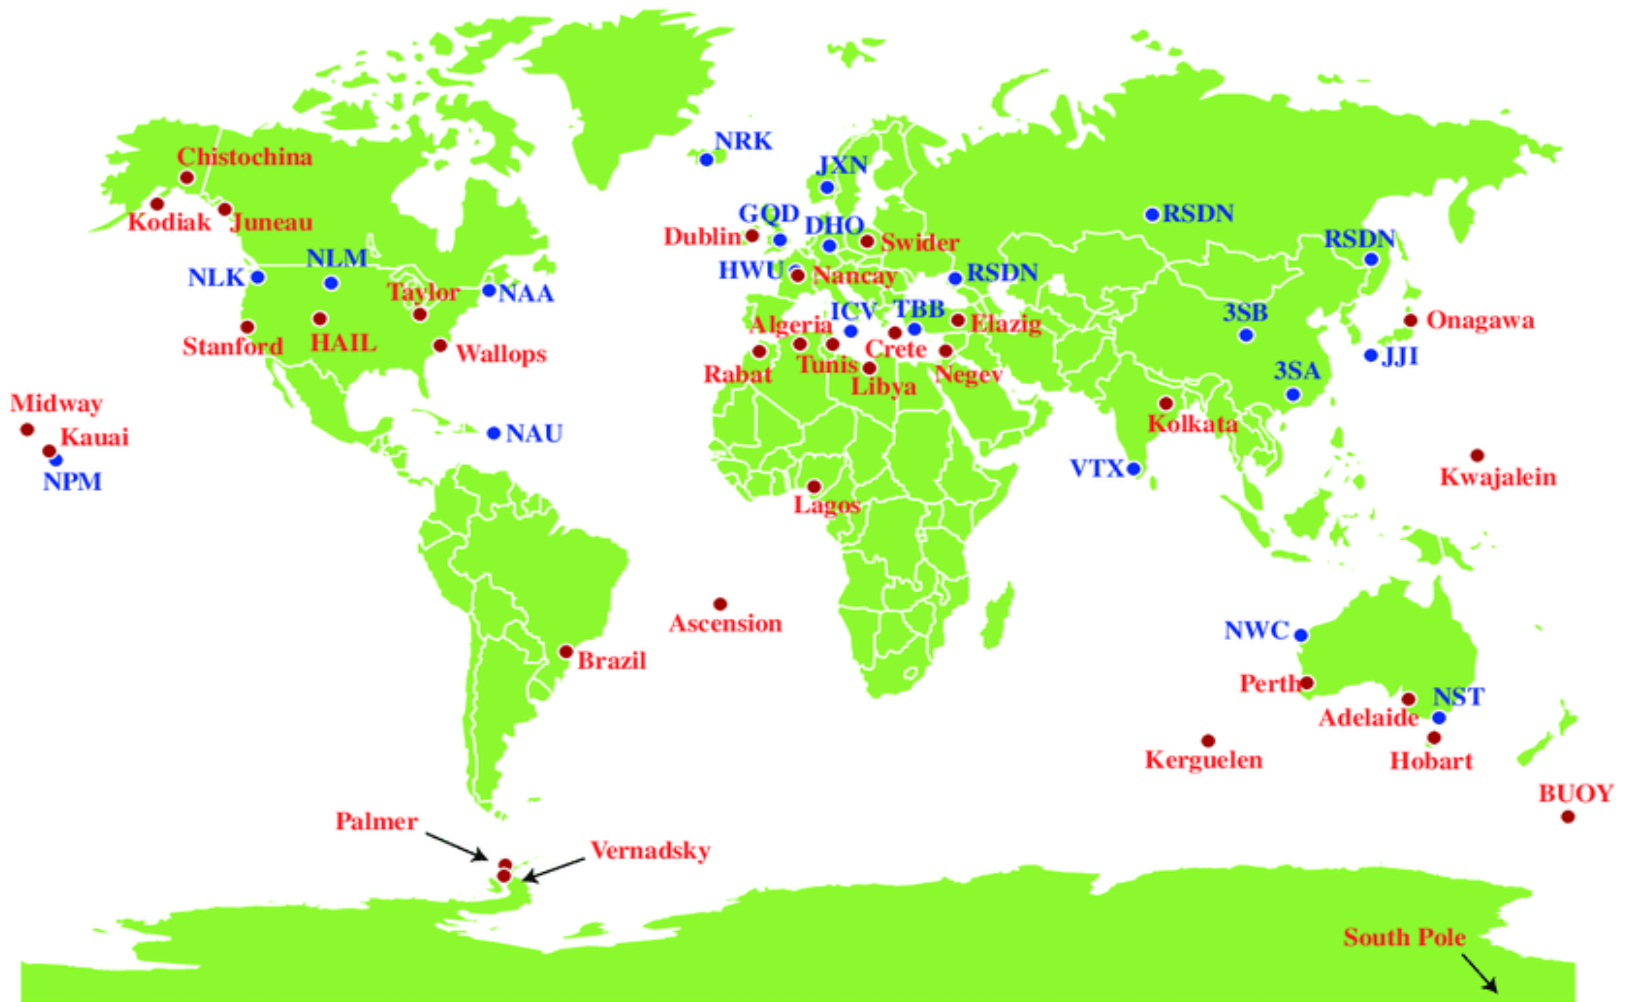 NRK
Chistochina
JXN
Kodiak
Juneau
GQD
DHO
RSDN
Dublin
Swider
RSDN
NLM
HWU
Nancay
RSDN
NLK
Taylor
NAA
ICV
TBB
3SB
Onagawa
Algeria
Elazig
Stanford
HAIL
Wallops
Crete
JJI
Rabat
Tunis
Libya
Negev
3SA
Midway
Kauai
NAU
Kolkata
NPM
VTX
Kwajalein
Lagos
Ascension
NWC
Brazil
Perth
NST
Adelaide
Kerguelen
Hobart
BUOY
Palmer
Vernadsky
South Pole